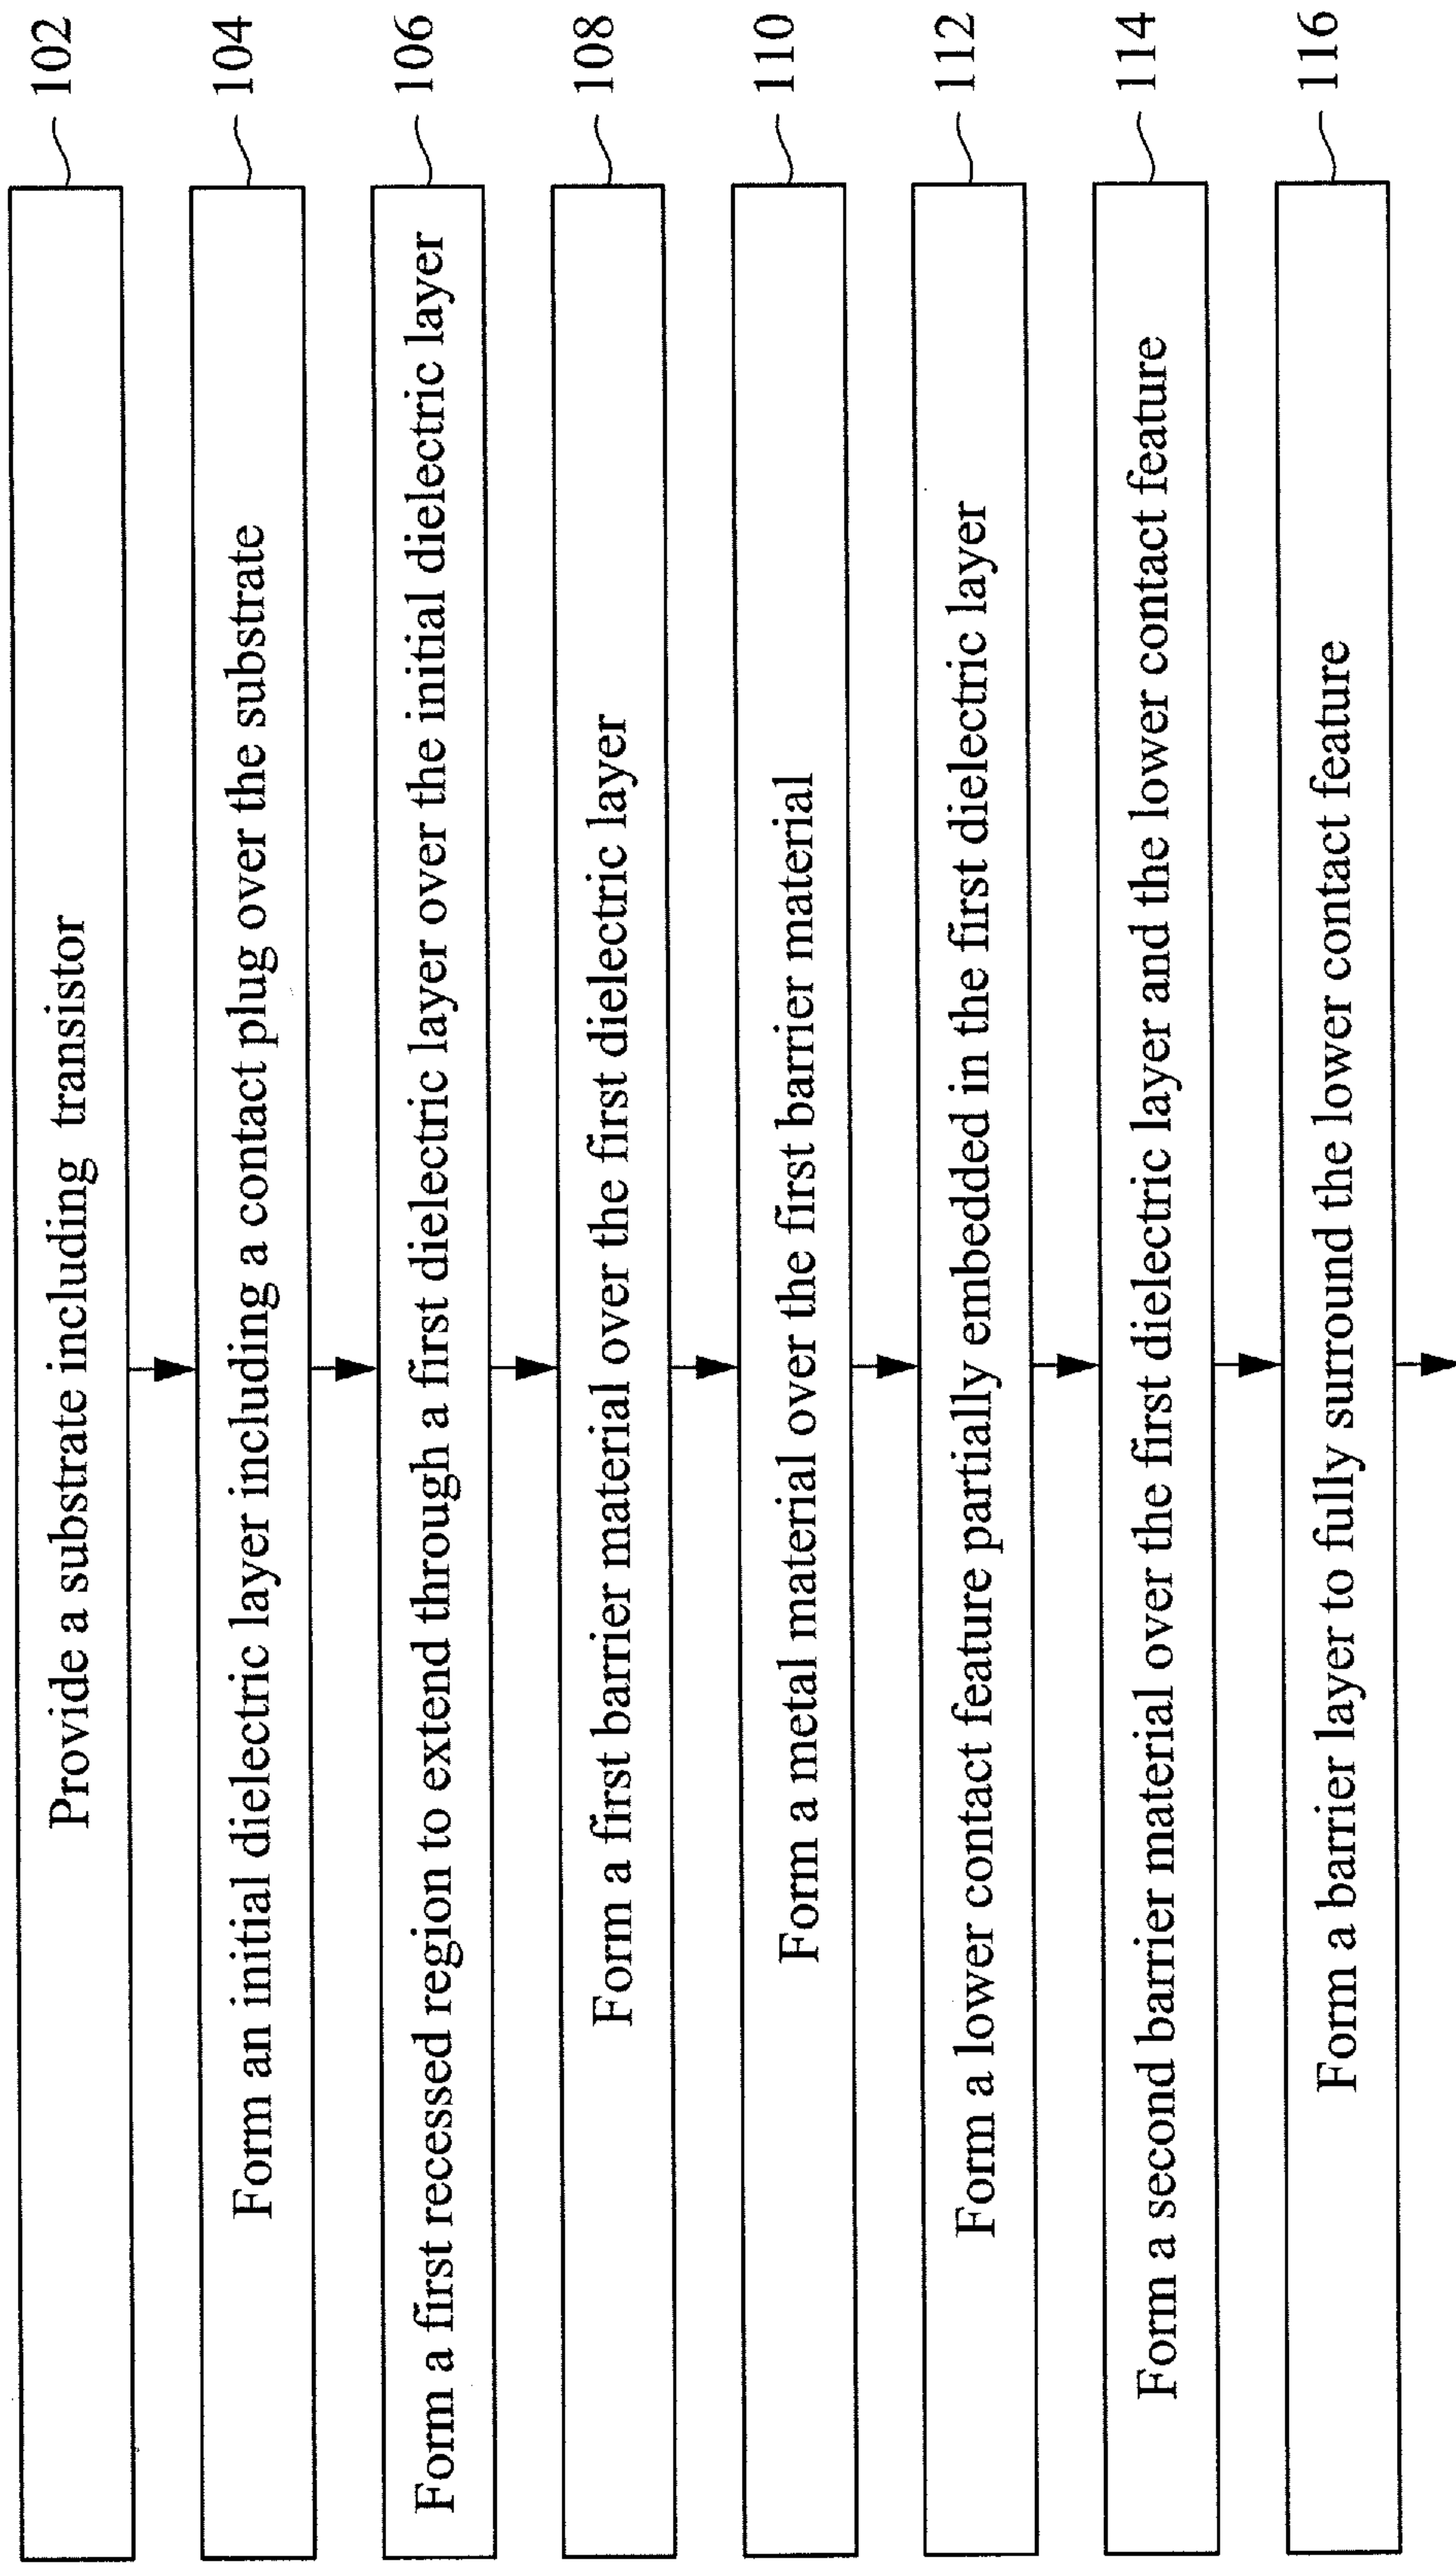 Provide a substrate including transistor 102
Form an initial dielectric layer including a contact plug over the substrate 104
Form a first recessed region to extend through a first dielectric layer over the initial dielectric layer 106
Form a first barrier material over the first dielectric layer 108
Form a metal material over the first barrier material 110
Form a lower contact feature partially embedded in the first dielectric layer 112
Form a second barrier material over the first dielectric layer and the lower contact feature 114
Form a barrier layer to fully surround the lower contact feature 116